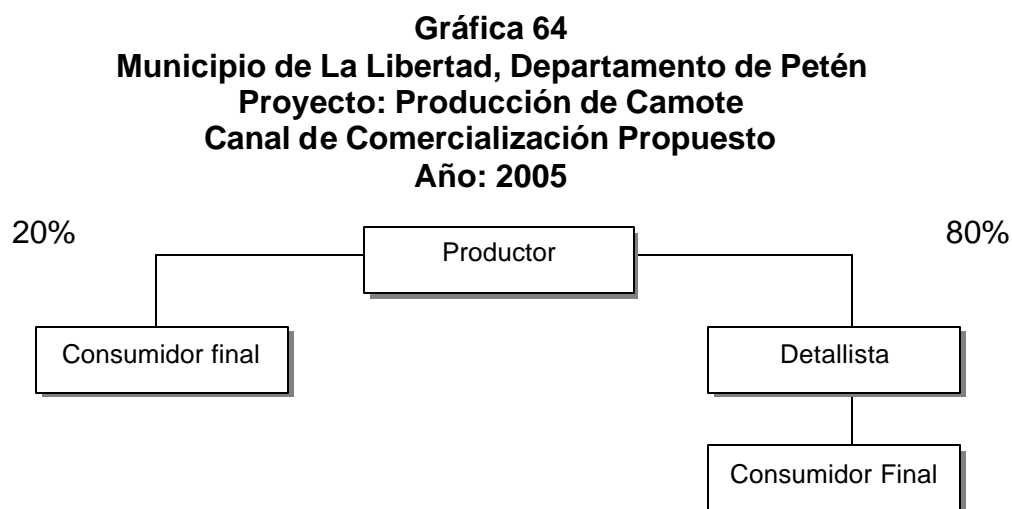 Gráfica 64
Municipio de La Libertad, Departamento de Petén
Proyecto: Producción de Camote
Canal de Comercialización Propuesto
Año: 2005
20%
Productor
80%
Consumidor final
Detallista
Consumidor Final